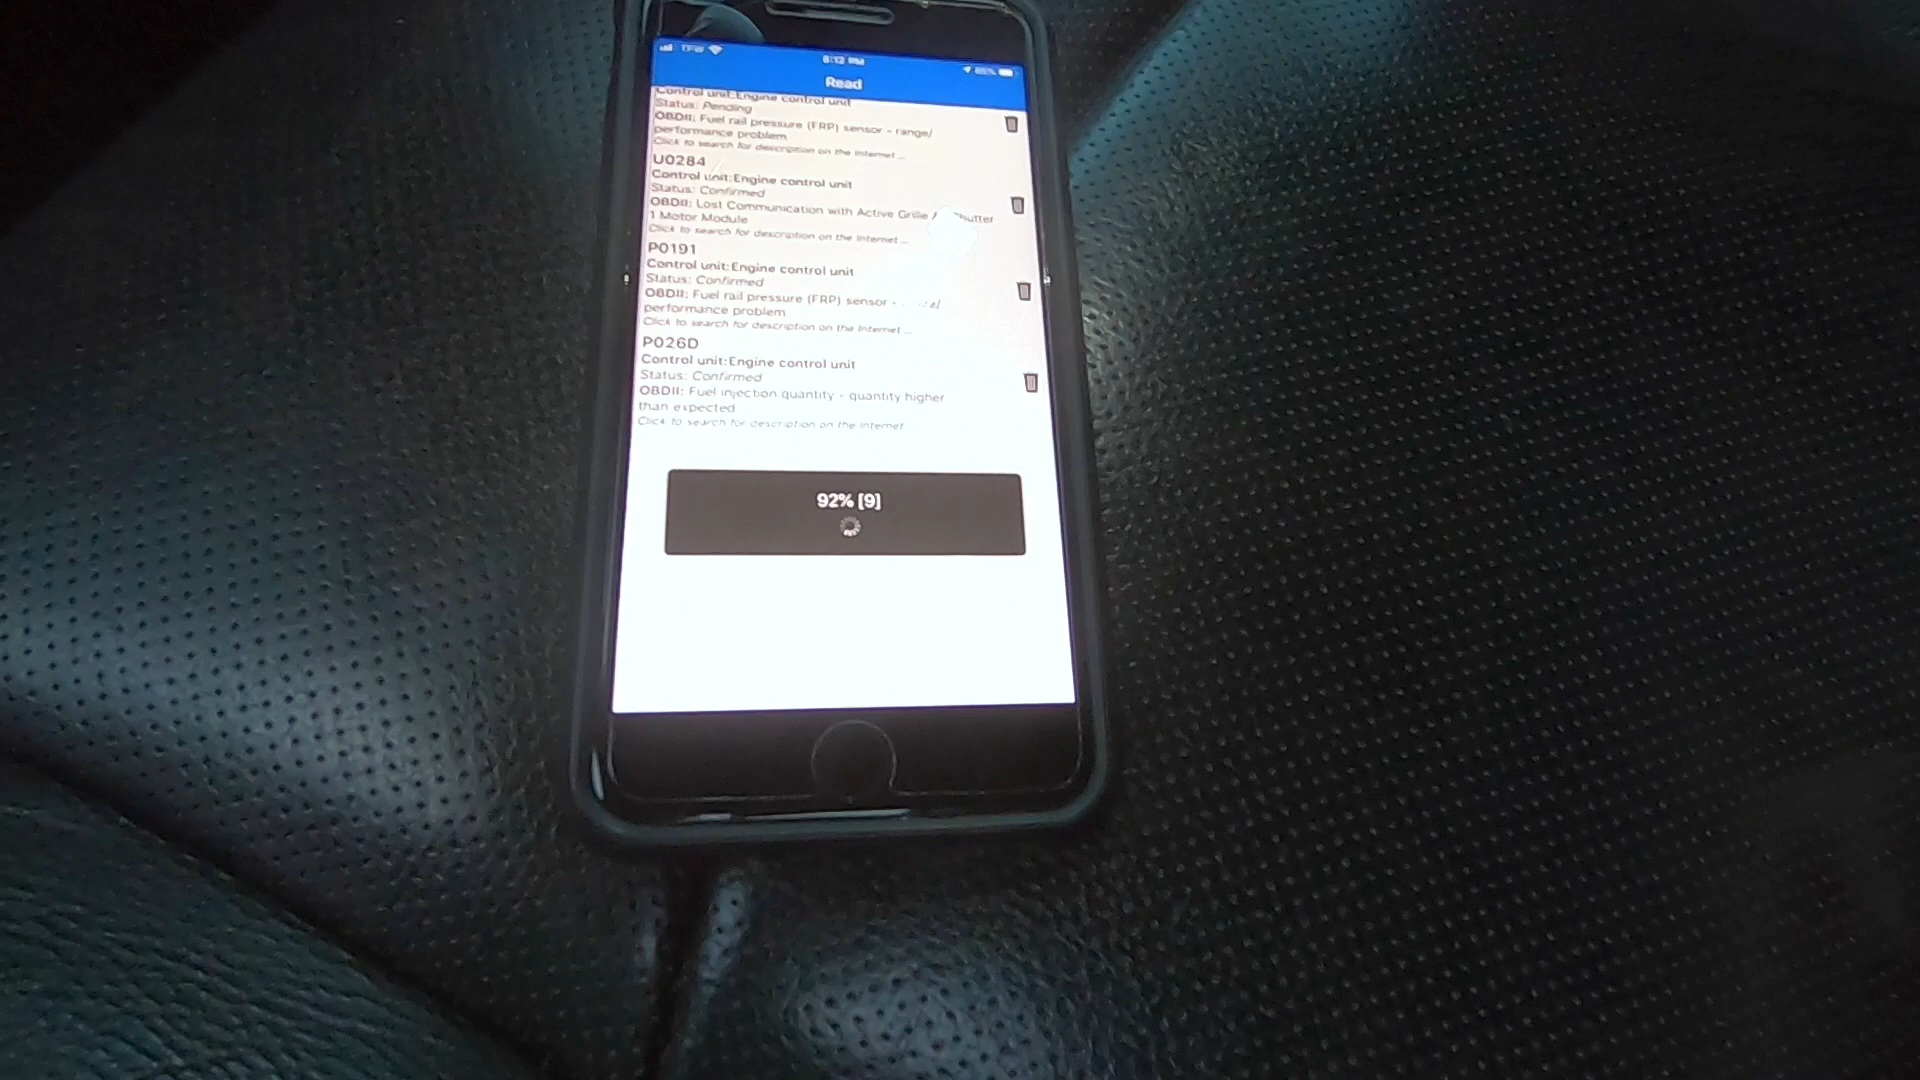 TFW
6:12 PM
85%
Read
Control unit:Engine control unit
Status: Pending
OBDII: Fuel rail pressure (FRP) sensor - range/
performance problem
Click to search for description on the Internet ...
U0284
Control unit:Engine control unit
Status: Confirmed
OBDII: Lost Communication with Active Grille
1 Motor Module
Click to search for description on the Internet ...
P0191
Control unit:Engine control unit
Status: Confirmed
OBDII: Fuel rail pressure (FRP) sensor -
performance problem
Click to search for description on the Internet ...
P026D
Control unit:Engine control unit
Status: Confirmed
OBDII: Fuel injection quantity - quantity higher
than expected
Click to search for description on the Internet
92% [9]